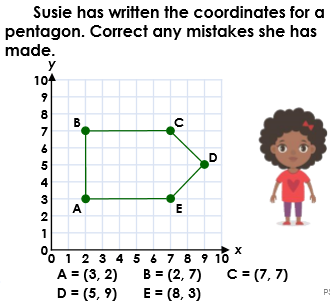 Susie has written the coordinates for a
pentagon. Correct any mistakes she has
made.
y
10
9
8
7
6
5
4
3
2
1
0
B
C
D
A
E
0 1 2 3 4 5 6 7 8 9 10 x
A = (3, 2) B = (2, 7) C = (7, 7)
D = (5, 9) E = (8, 3)